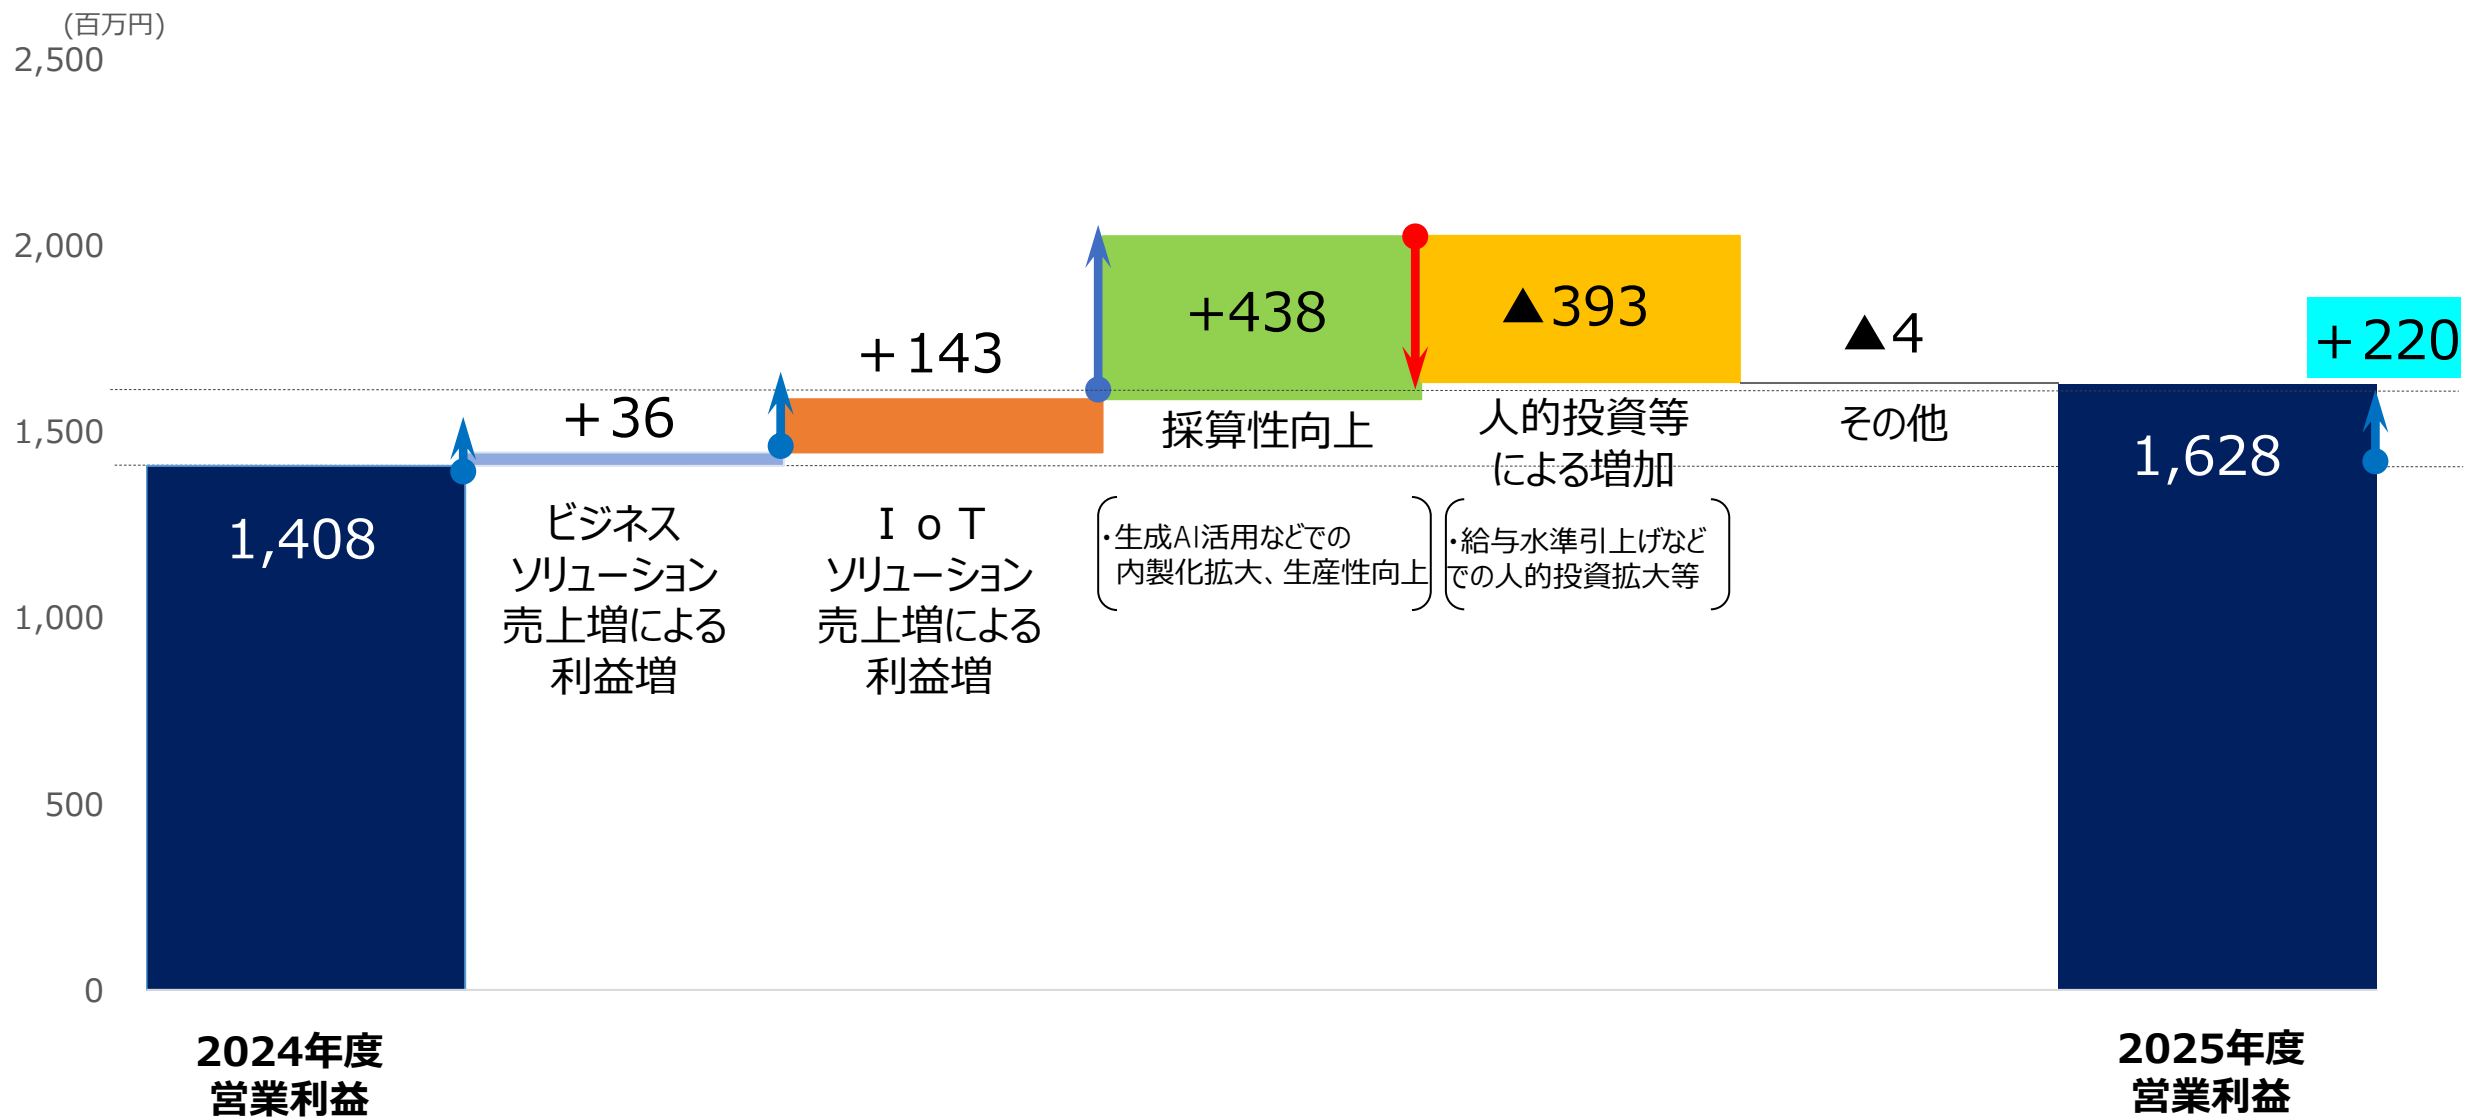 (百万円)
2,500
2,000
1,500
1,000
500
0
1,408
+36
ビジネス
ソリューション
売上増による
利益増
+143
ＩｏＴ
ソリューション
売上増による
利益増
+438
採算性向上
・生成AI活用などでの
内製化拡大、生産性向上
▲393
人的投資等
による増加
・給与水準引上げなど
での人的投資拡大等
▲4
その他
1,628
+220
2024年度
営業利益
2025年度
営業利益